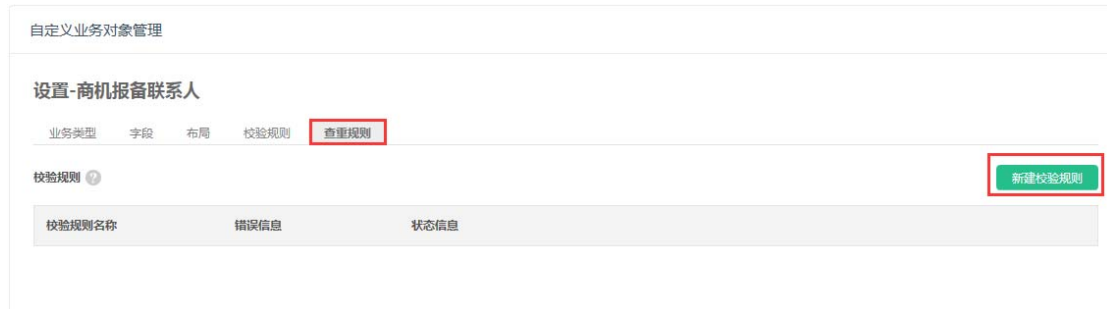 自定义业务对象管理
设置-商机报备联系人
业务类型 字段 布局 校验规则 查重规则
校验规则 ?
新建校验规则
校验规则名称 错误信息 状态信息